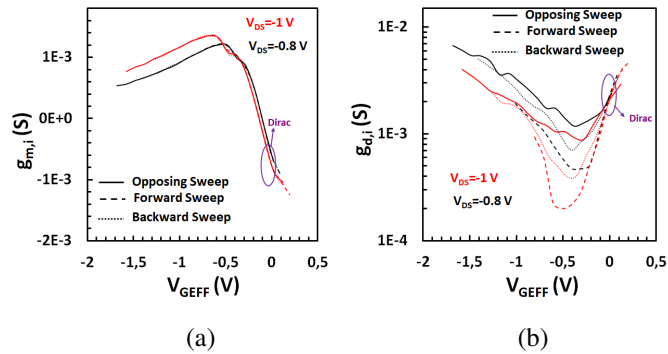 V_DS=-1 V
V_DS=-0.8 V
Dirac
Opposing Sweep
Forward Sweep
Backward Sweep
g_m,i (S)
1E-3
0E+0
-1E-3
-2E-3
-2 -1,5 -1 -0,5 0 0,5
V_GEFF (V)
(a)
1E-2
1E-3
1E-4
g_d,i (S)
Opposing Sweep
Forward Sweep
Backward Sweep
Dirac
V_DS=-1 V
V_DS=-0.8 V
-2 -1,5 -1 -0,5 0 0,5
V_GEFF (V)
(b)